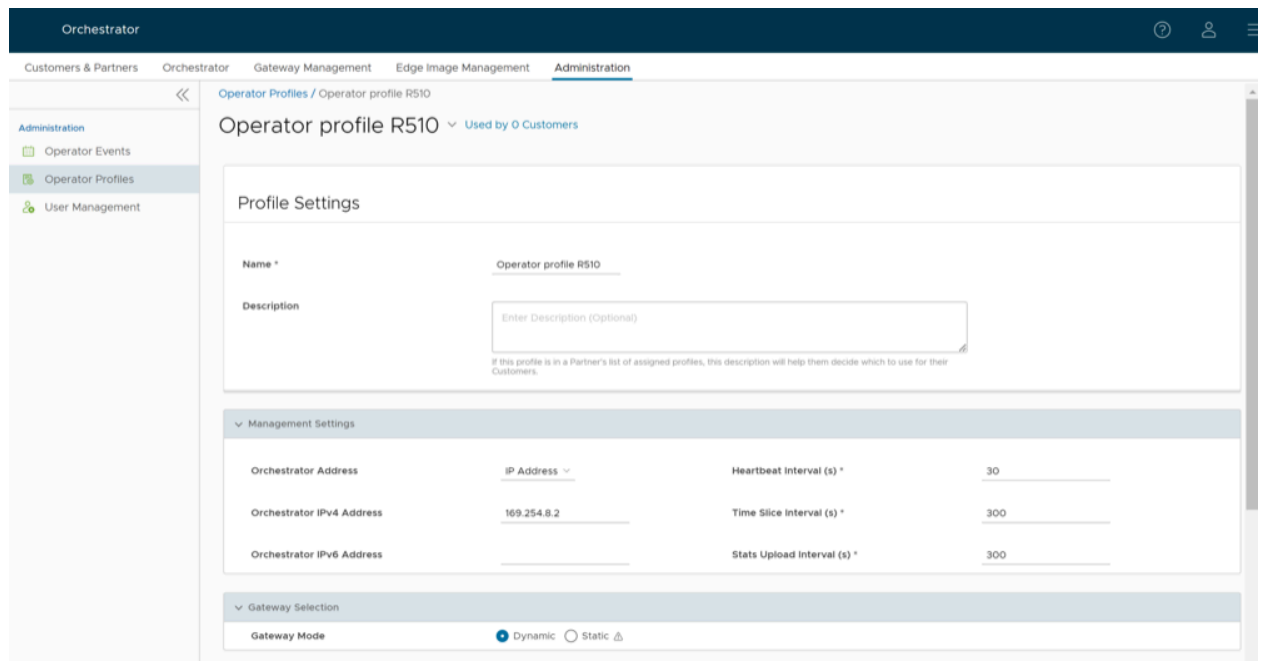 Orchestrator
Customers & Partners Orchestrator Gateway Management Edge Image Management Administration
Operator Profiles / Operator profile R510
Administration
Operator profile R510 Used by 0 Customers
Operator Events
Operator Profiles
User Management
Profile Settings
Name *
Operator profile R510
Description
Enter Description (Optional)
If this profile is in a Partner's list of assigned profiles, this description will help them decide which to use for their
Customers.
Management Settings
Orchestrator Address IP Address Heartbeat Interval (s) * 30
Orchestrator IPv4 Address 169.254.8.2 Time Slice Interval (s) * 300
Orchestrator IPv6 Address Stats Upload Interval (s) * 300
Gateway Selection
Gateway Mode Dynamic Static